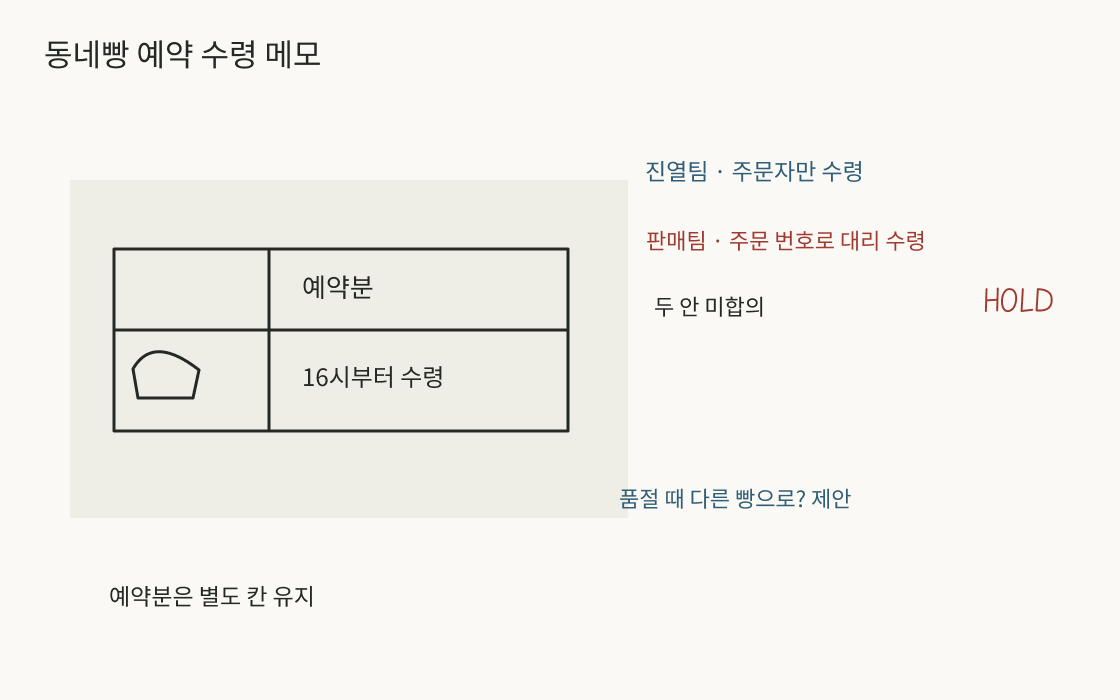 동네빵 예약 수령 메모
진열팀 · 주문자만 수령
판매팀 · 주문 번호로 대리 수령
예약분
두 안 미합의
HOLD
16시부터 수령
품절 때 다른 빵으로? 제안
예약분은 별도 칸 유지